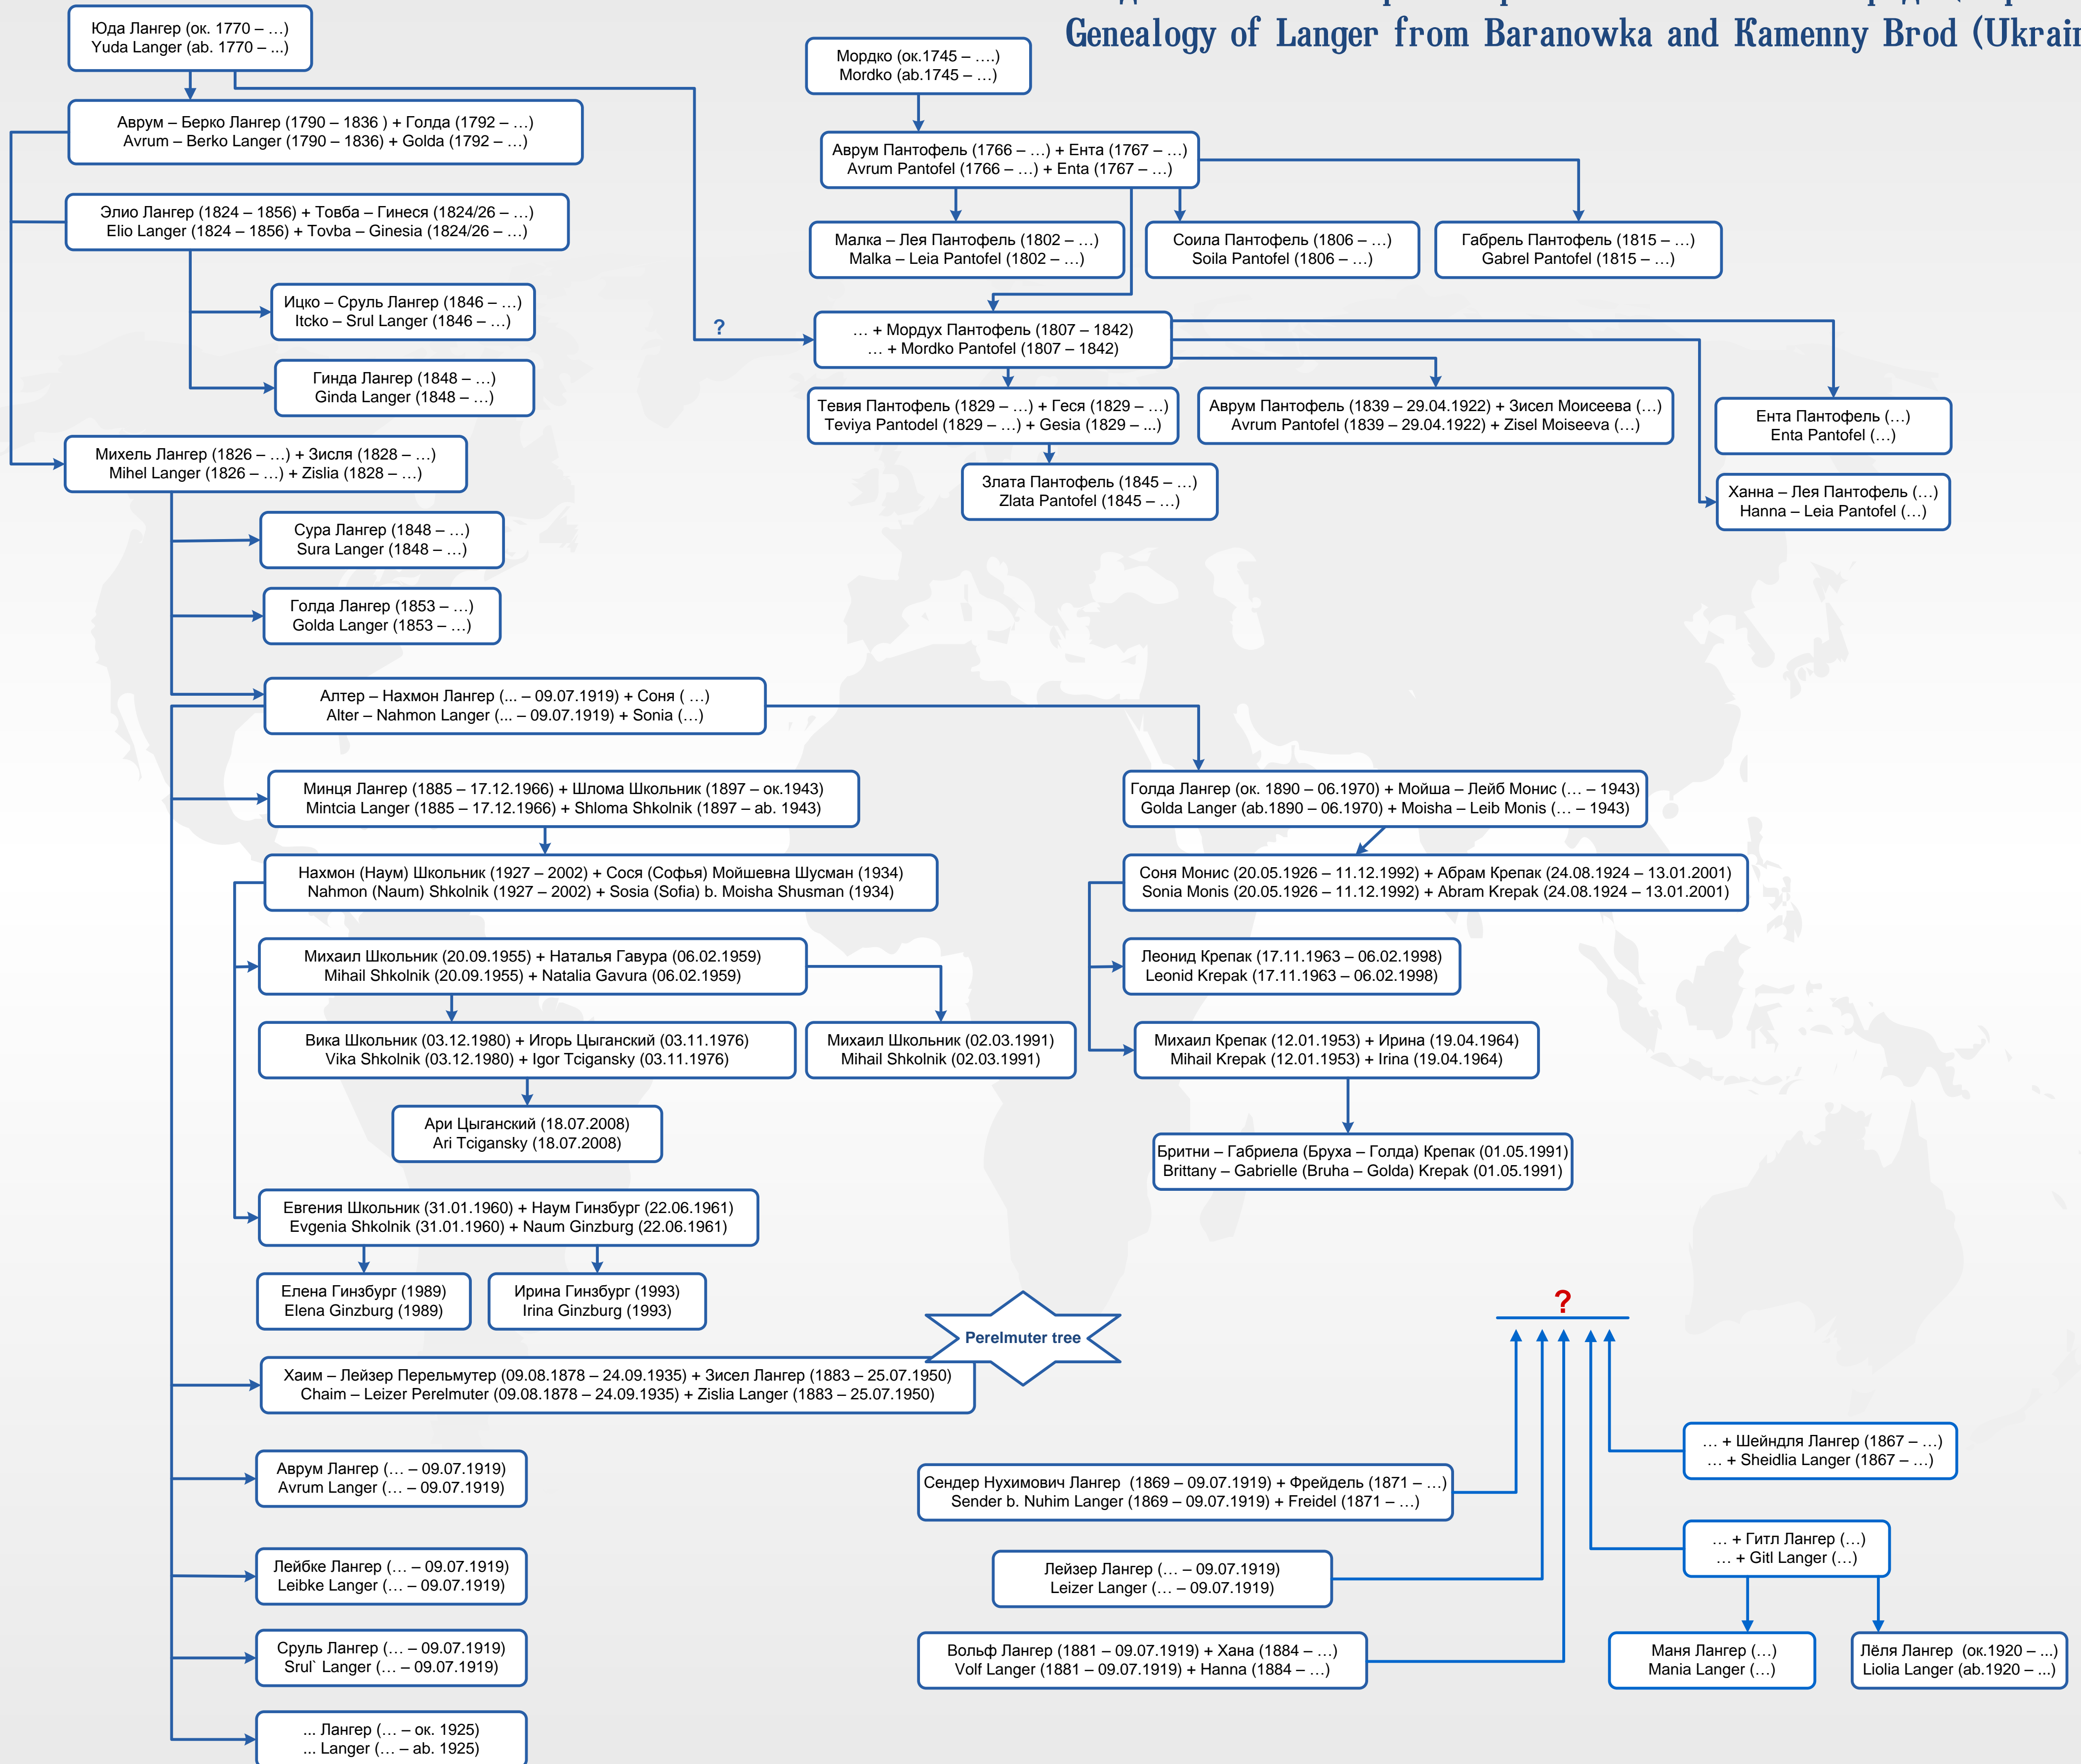 Genealogy of Langer from Baranowka and Kamenny Brod (Ukrain
Юда Лангер (ок. 1770 – …)
Yuda Langer (ab. 1770 – ...)
Мордко (ок.1745 – ….)
Mordko (ab.1745 – …)
Аврум – Берко Лангер (1790 – 1836 ) + Голда (1792 – …)
Avrum – Berko Langer (1790 – 1836) + Golda (1792 – …)
Аврум Пантофель (1766 – …) + Ента (1767 – …)
Avrum Pantofel (1766 – …) + Enta (1767 – …)
Элио Лангер (1824 – 1856) + Товба – Гинеся (1824/26 – …)
Elio Langer (1824 – 1856) + Tovba – Ginesia (1824/26 – …)
Малка – Лея Пантофель (1802 – …)
Malka – Leia Pantofel (1802 – …)
Соила Пантофель (1806 – …)
Soila Pantofel (1806 – …)
Габрель Пантофель (1815 – …)
Gabrel Pantofel (1815 – …)
Ицко – Сруль Лангер (1846 – …)
Itcko – Srul Langer (1846 – …)
?
… + Мордух Пантофель (1807 – 1842)
… + Mordko Pantofel (1807 – 1842)
Гинда Лангер (1848 – …)
Ginda Langer (1848 – …)
Тевия Пантофель (1829 – …) + Геся (1829 – …)
Teviya Pantodel (1829 – …) + Gesia (1829 – ...)
Аврум Пантофель (1839 – 29.04.1922) + Зисел Моисеева (…)
Avrum Pantofel (1839 – 29.04.1922) + Zisel Moiseeva (…)
Ента Пантофель (…)
Enta Pantofel (…)
Михель Лангер (1826 – …) + Зисля (1828 – …)
Mihel Langer (1826 – …) + Zislia (1828 – …)
Злата Пантофель (1845 – …)
Zlata Pantofel (1845 – …)
Ханна – Лея Пантофель (…)
Hanna – Leia Pantofel (…)
Сура Лангер (1848 – …)
Sura Langer (1848 – …)
Голда Лангер (1853 – …)
Golda Langer (1853 – …)
Алтер – Нахмон Лангер (... – 09.07.1919) + Соня ( …)
Alter – Nahmon Langer (... – 09.07.1919) + Sonia (…)
Минця Лангер (1885 – 17.12.1966) + Шлома Школьник (1897 – ок.1943)
Mintcia Langer (1885 – 17.12.1966) + Shloma Shkolnik (1897 – ab. 1943)
Голда Лангер (ок. 1890 – 06.1970) + Мойша – Лейб Монис (… – 1943)
Golda Langer (ab.1890 – 06.1970) + Moisha – Leib Monis (… – 1943)
Нахмон (Наум) Школьник (1927 – 2002) + Сося (Софья) Мойшевна Шусман (1934)
Nahmon (Naum) Shkolnik (1927 – 2002) + Sosia (Sofia) b. Moisha Shusman (1934)
Соня Монис (20.05.1926 – 11.12.1992) + Абрам Крепак (24.08.1924 – 13.01.2001)
Sonia Monis (20.05.1926 – 11.12.1992) + Abram Krepak (24.08.1924 – 13.01.2001)
Михаил Школьник (20.09.1955) + Наталья Гавура (06.02.1959)
Mihail Shkolnik (20.09.1955) + Natalia Gavura (06.02.1959)
Леонид Крепак (17.11.1963 – 06.02.1998)
Leonid Krepak (17.11.1963 – 06.02.1998)
Вика Школьник (03.12.1980) + Игорь Цыганский (03.11.1976)
Vika Shkolnik (03.12.1980) + Igor Tcigansky (03.11.1976)
Михаил Школьник (02.03.1991)
Mihail Shkolnik (02.03.1991)
Михаил Крепак (12.01.1953) + Ирина (19.04.1964)
Mihail Krepak (12.01.1953) + Irina (19.04.1964)
Ари Цыганский (18.07.2008)
Ari Tcigansky (18.07.2008)
Бритни – Габриела (Бруха – Голда) Крепак (01.05.1991)
Brittany – Gabrielle (Bruha – Golda) Krepak (01.05.1991)
Евгения Школьник (31.01.1960) + Наум Гинзбург (22.06.1961)
Evgenia Shkolnik (31.01.1960) + Naum Ginzburg (22.06.1961)
Елена Гинзбург (1989)
Elena Ginzburg (1989)
Ирина Гинзбург (1993)
Irina Ginzburg (1993)
?
Perelmuter tree
Хаим – Лейзер Перельмутер (09.08.1878 – 24.09.1935) + Зисел Лангер (1883 – 25.07.1950)
Chaim – Leizer Perelmuter (09.08.1878 – 24.09.1935) + Zislia Langer (1883 – 25.07.1950)
… + Шейндля Лангер (1867 – …)
… + Sheidlia Langer (1867 – …)
Аврум Лангер (… – 09.07.1919)
Avrum Langer (… – 09.07.1919)
Сендер Нухимович Лангер (1869 – 09.07.1919) + Фрейдель (1871 – …)
Sender b. Nuhim Langer (1869 – 09.07.1919) + Freidel (1871 – …)
… + Гитл Лангер (…)
… + Gitl Langer (…)
Лейбке Лангер (… – 09.07.1919)
Leibke Langer (… – 09.07.1919)
Лейзер Лангер (… – 09.07.1919)
Leizer Langer (… – 09.07.1919)
Сруль Лангер (… – 09.07.1919)
Srul` Langer (… – 09.07.1919)
Вольф Лангер (1881 – 09.07.1919) + Хана (1884 – …)
Volf Langer (1881 – 09.07.1919) + Hanna (1884 – …)
Маня Лангер (…)
Mania Langer (…)
Лёля Лангер (ок.1920 – ...)
Liolia Langer (ab.1920 – ...)
... Лангер (… – ок. 1925)
... Langer (… – ab. 1925)